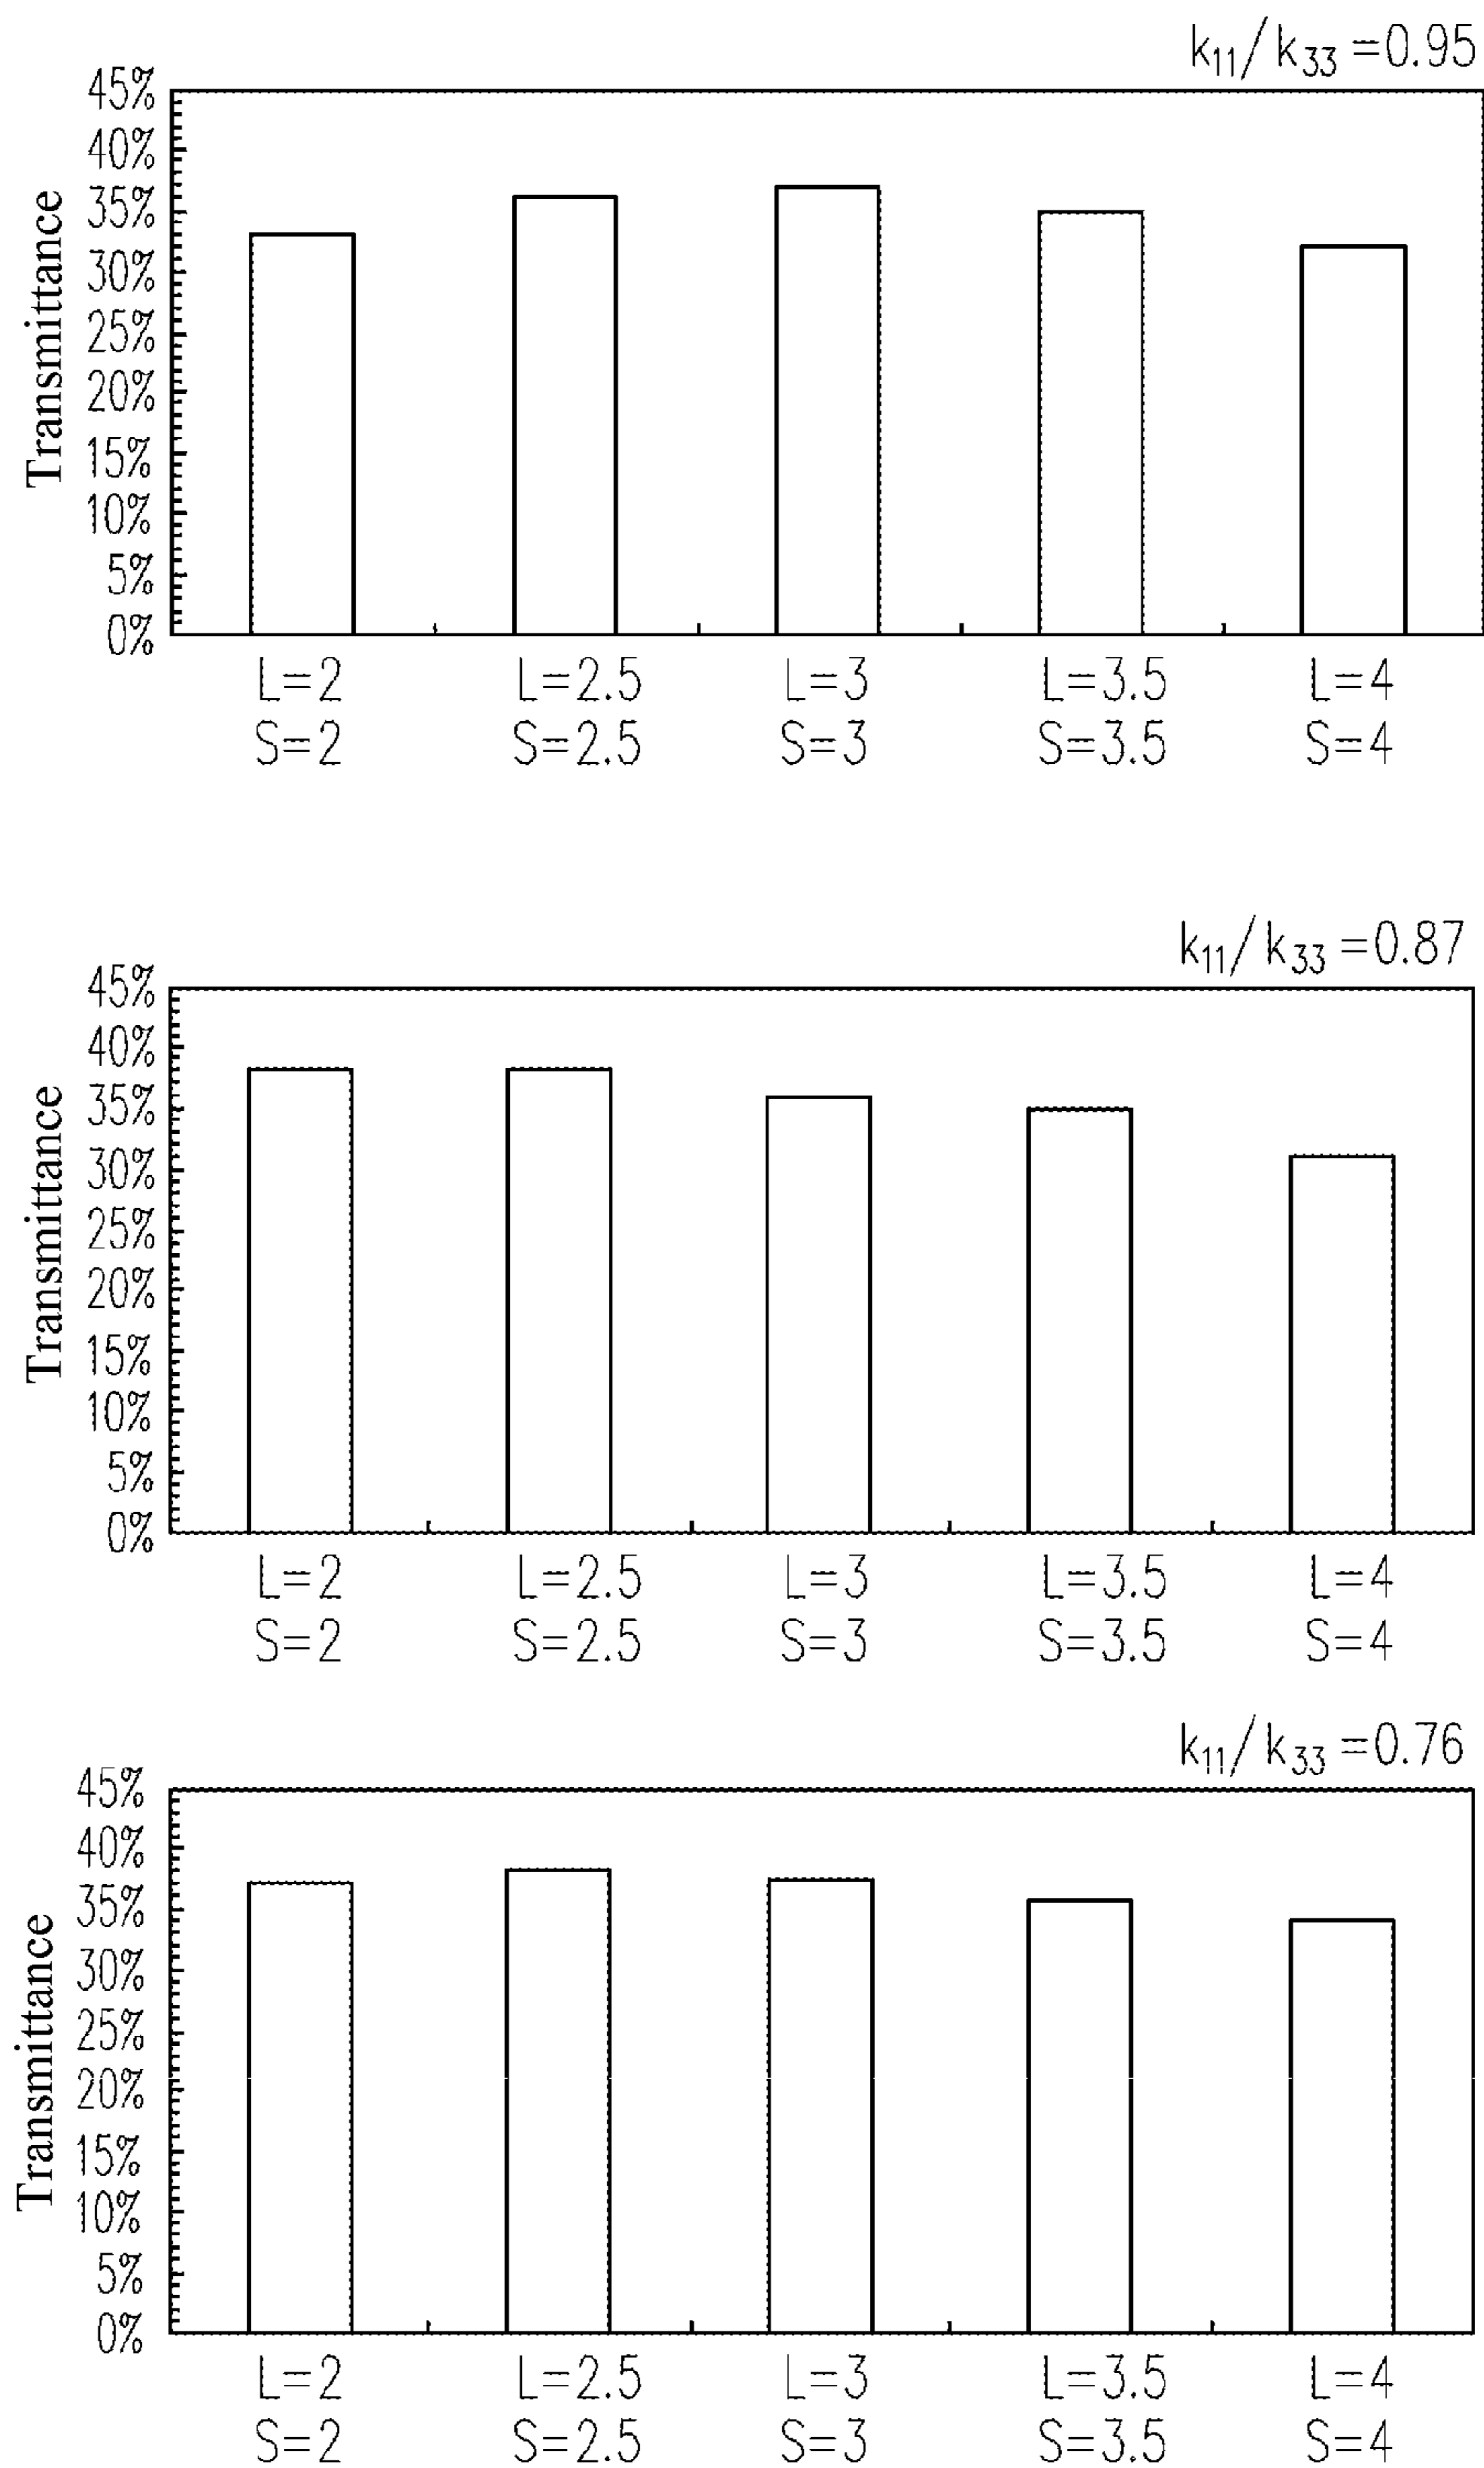 k₁₁/k₃₃=0.95
Transmittance
45%
40%
35%
30%
25%
20%
15%
10%
5%
0%
L=2 L=2.5 L=3 L=3.5 L=4
S=2 S=2.5 S=3 S=3.5 S=4
k₁₁/k₃₃=0.87
Transmittance
45%
40%
35%
30%
25%
20%
15%
10%
5%
0%
L=2 L=2.5 L=3 L=3.5 L=4
S=2 S=2.5 S=3 S=3.5 S=4
k₁₁/k₃₃=0.76
Transmittance
45%
40%
35%
30%
25%
20%
15%
10%
5%
0%
L=2 L=2.5 L=3 L=3.5 L=4
S=2 S=2.5 S=3 S=3.5 S=4